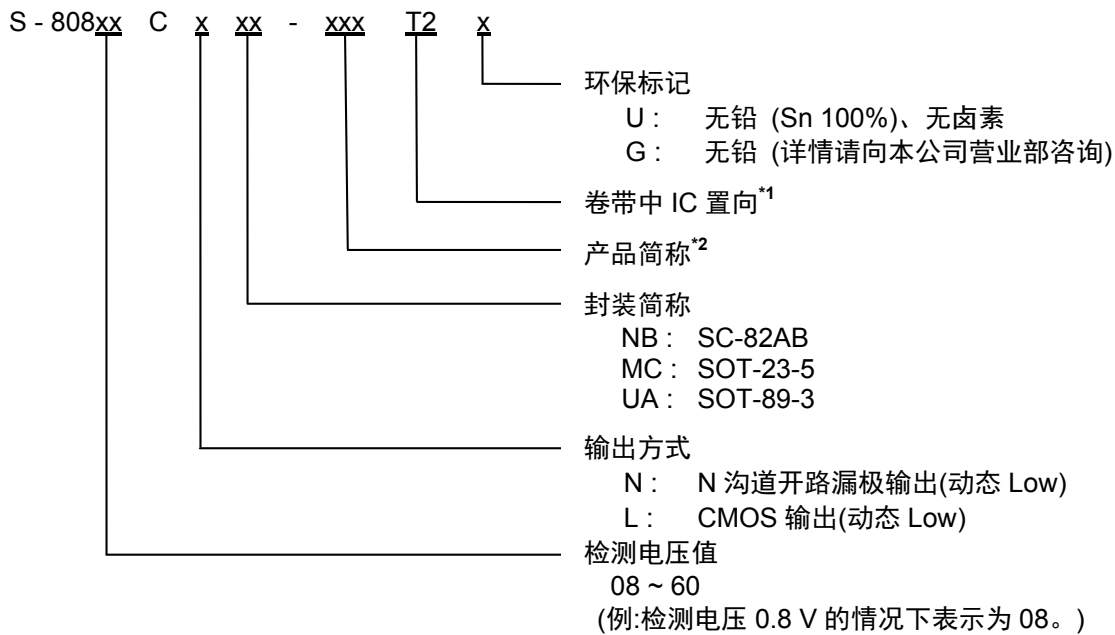 S - 808xx C x xx - xxx T2 x
环保标记
U : 无铅 (Sn 100%)、无卤素
G : 无铅 (详情请向本公司营业部咨询)
卷带中 IC 置向*1
产品简称*2
封装简称
NB : SC-82AB
MC : SOT-23-5
UA : SOT-89-3
输出方式
N : N 沟道开路漏极输出(动态 Low)
L : CMOS 输出(动态 Low)
检测电压值
08 ~ 60
(例:检测电压 0.8 V 的情况下表示为 08。)